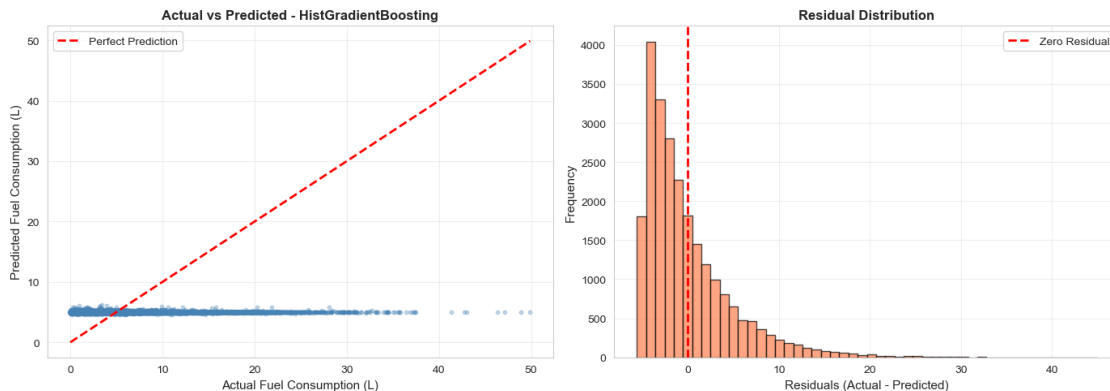 Actual vs Predicted - HistGradientBoosting
Perfect Prediction
50
40
30
20
10
0
Predicted Fuel Consumption (L)
0 10 20 30 40 50
Actual Fuel Consumption (L)
Residual Distribution
Zero Residual
4000
3500
3000
2500
2000
1500
1000
500
0
Frequency
0 10 20 30 40
Residuals (Actual - Predicted)